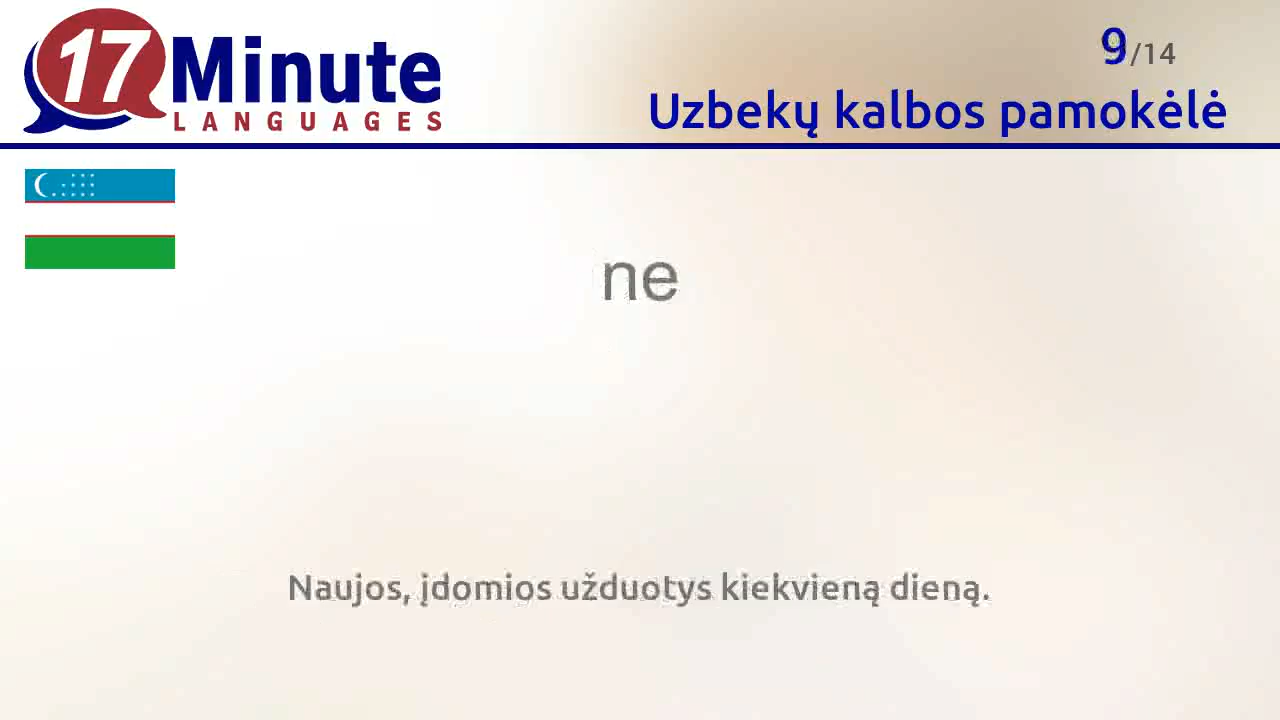 17 Minute
LANGUAGES
9/14
Uzbekų kalbos pamokėlė
ne
Naujos, įdomios užduotys kiekvieną dieną.